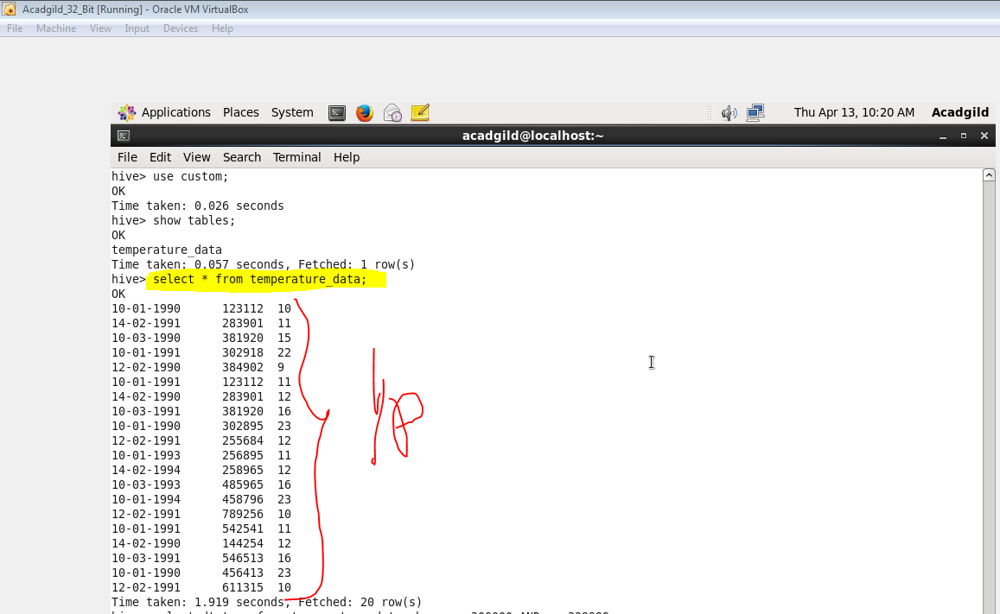 Acadgild_32_Bit [Running] - Oracle VM VirtualBox
File Machine View Input Devices Help
Applications Places System Thu Apr 13, 10:20 AM Acadgild
acadgild@localhost:~
File Edit View Search Terminal Help
hive> use custom;
OK
Time taken: 0.026 seconds
hive> show tables;
OK
temperature_data
Time taken: 0.057 seconds, Fetched: 1 row(s)
hive> select * from temperature_data;
OK
10-01-1990 123112 10
14-02-1991 283901 11
10-03-1990 381920 15
10-01-1991 302918 22
12-02-1990 384902 9
10-01-1991 123112 11
14-02-1990 283901 12
10-03-1991 381920 16
10-01-1990 302895 23
12-02-1991 255684 12
10-01-1993 256895 11
14-02-1994 258965 12
10-03-1993 485965 16
10-01-1994 458796 23
12-02-1991 789256 10
10-01-1991 542541 11
14-02-1990 144254 12
10-03-1991 546513 16
10-01-1990 456413 23
12-02-1991 611315 10
Time taken: 1.919 seconds, Fetched: 20 row(s)